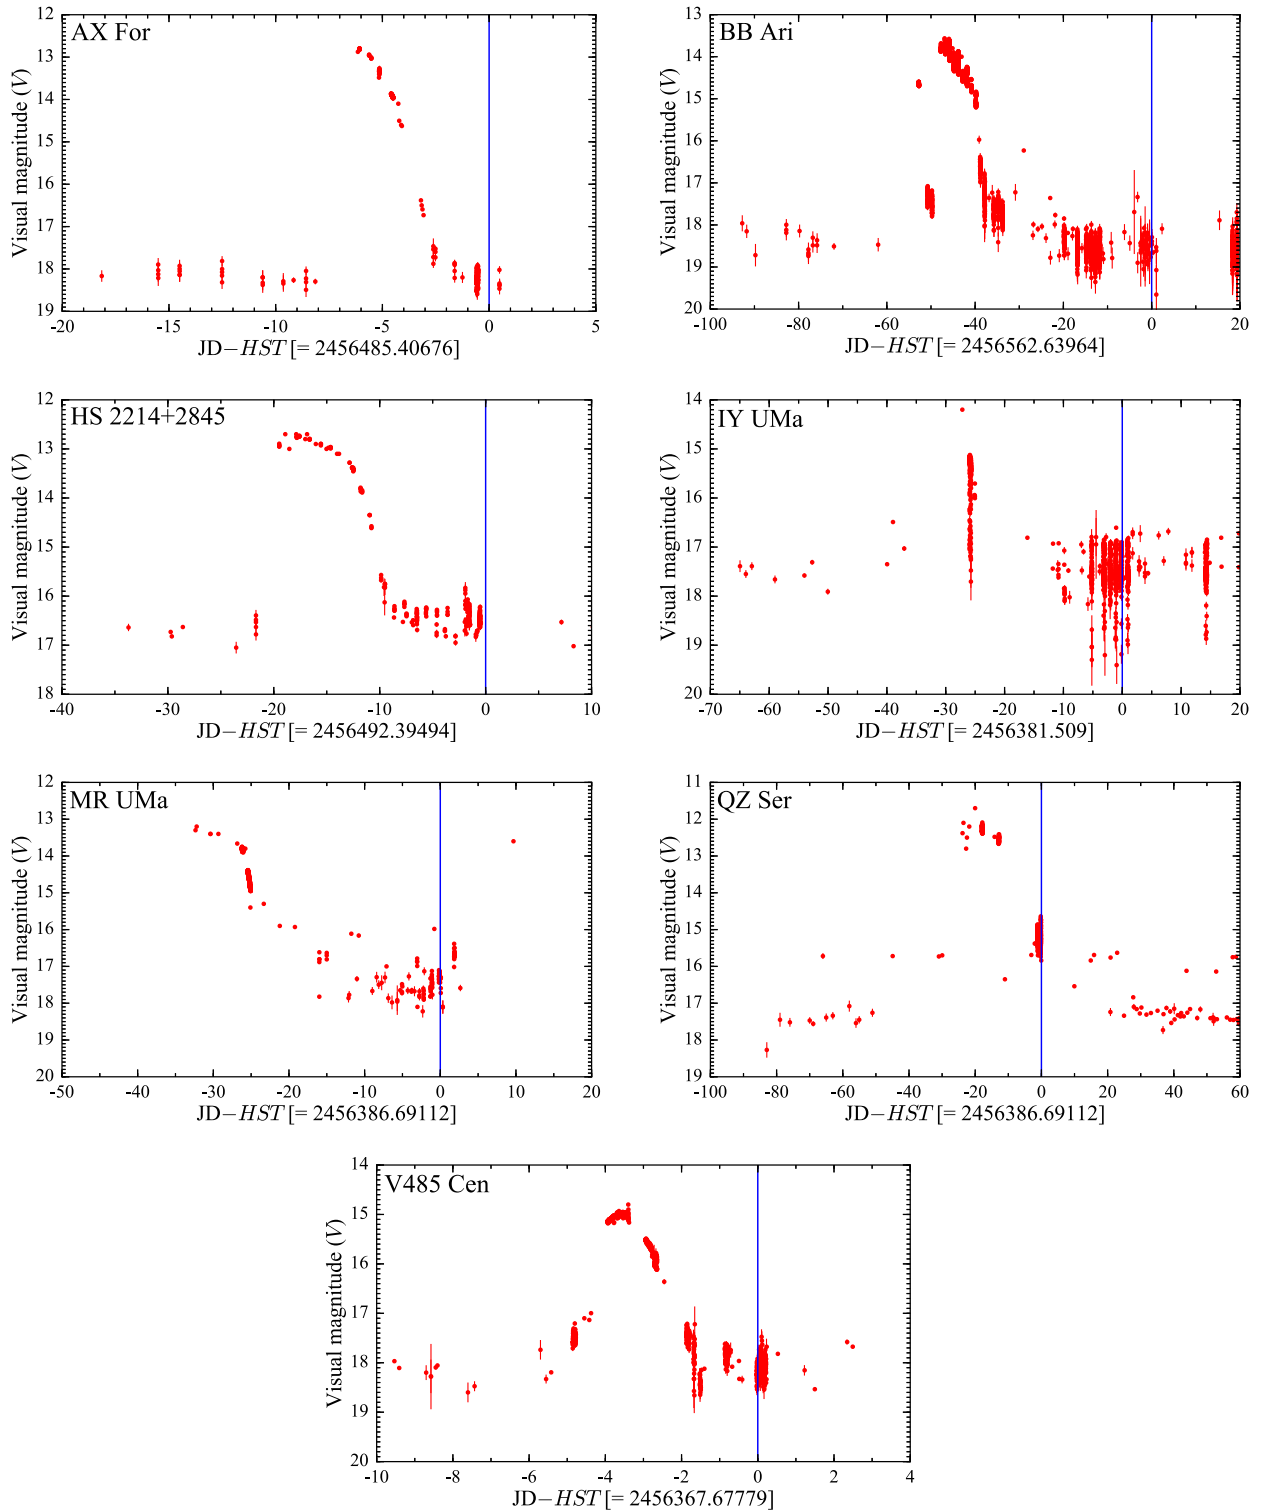 AX For
Visual magnitude (V)
12
13
14
15
16
17
18
19
-20 -15 -10 -5 0 5
JD−HST [= 2456485.40676]
BB Ari
Visual magnitude (V)
13
14
15
16
17
18
19
20
-100 -80 -60 -40 -20 0 20
JD−HST [= 2456562.63964]
HS 2214+2845
Visual magnitude (V)
12
13
14
15
16
17
18
-40 -30 -20 -10 0 10
JD−HST [= 2456492.39494]
IY UMa
Visual magnitude (V)
14
15
16
17
18
19
20
-70 -60 -50 -40 -30 -20 -10 0 10 20
JD−HST [= 2456381.509]
MR UMa
Visual magnitude (V)
12
13
14
15
16
17
18
19
20
-50 -40 -30 -20 -10 0 10 20
JD−HST [= 2456386.69112]
QZ Ser
Visual magnitude (V)
11
12
13
14
15
16
17
18
19
-100 -80 -60 -40 -20 0 20 40 60
JD−HST [= 2456386.69112]
V485 Cen
Visual magnitude (V)
14
15
16
17
18
19
20
-10 -8 -6 -4 -2 0 2 4
JD−HST [= 2456367.67779]